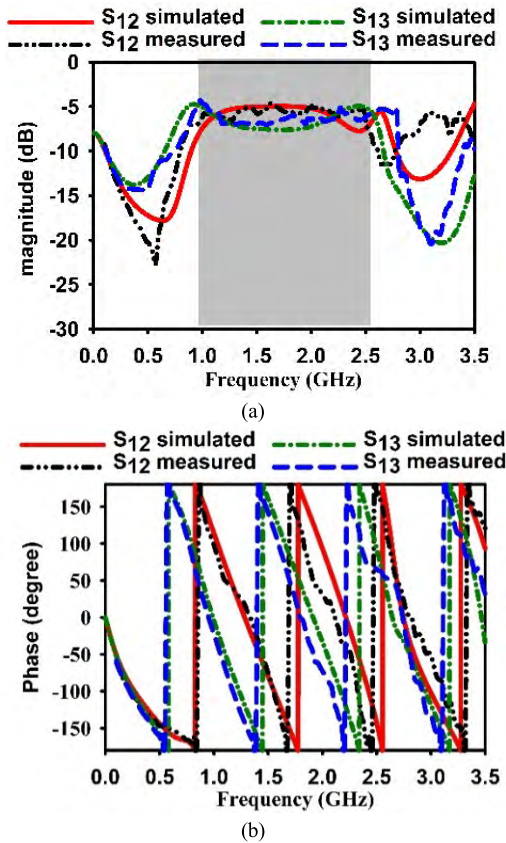 S12 simulated S13 simulated
S12 measured S13 measured
0
-5
-10
-15
-20
-25
-30
magnitude (dB)
0.0 0.5 1.0 1.5 2.0 2.5 3.0 3.5
Frequency (GHz)
(a)
S12 simulated S13 simulated
S12 measured S13 measured
150
100
50
0
-50
-100
-150
Phase (degree)
0.0 0.5 1.0 1.5 2.0 2.5 3.0 3.5
Frequency (GHz)
(b)